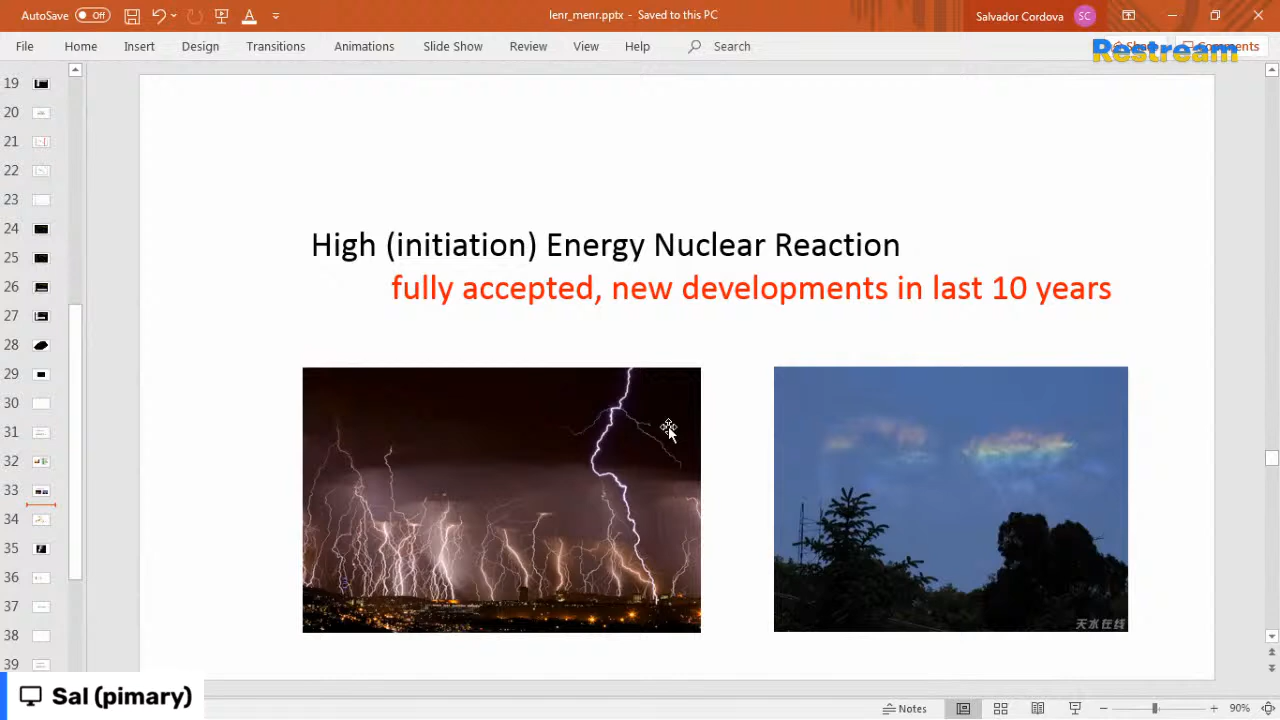 AutoSave Off
lenr_menr.pptx - Saved to this PC
Salvador Cordova SC
File Home Insert Design Transitions Animations Slide Show Review View Help Search
Share Comments
Restream
19
20
21
22
23
24
25
26
27
28
29
30
31
32
33
34
35
36
37
38
39
High (initiation) Energy Nuclear Reaction
fully accepted, new developments in last 10 years
天水在线
Sal (pimary)
Notes
90%